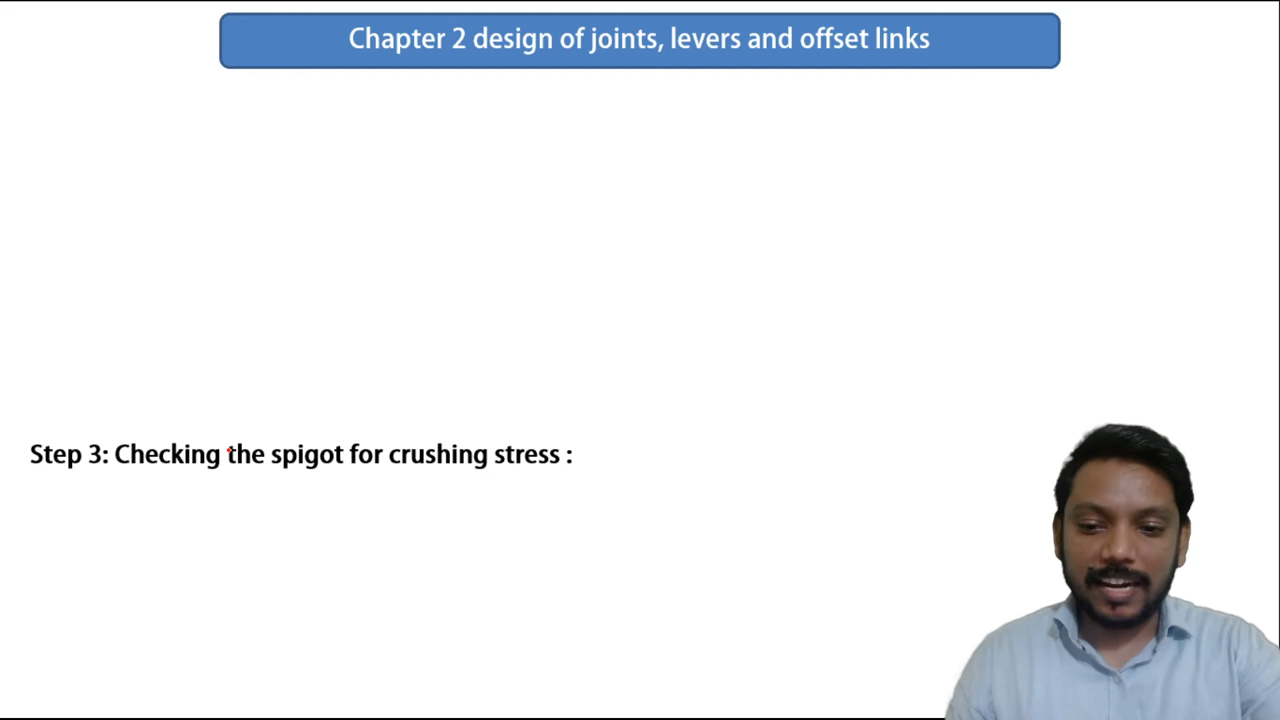 Chapter 2 design of joints, levers and offset links
Step 3: Checking the spigot for crushing stress :